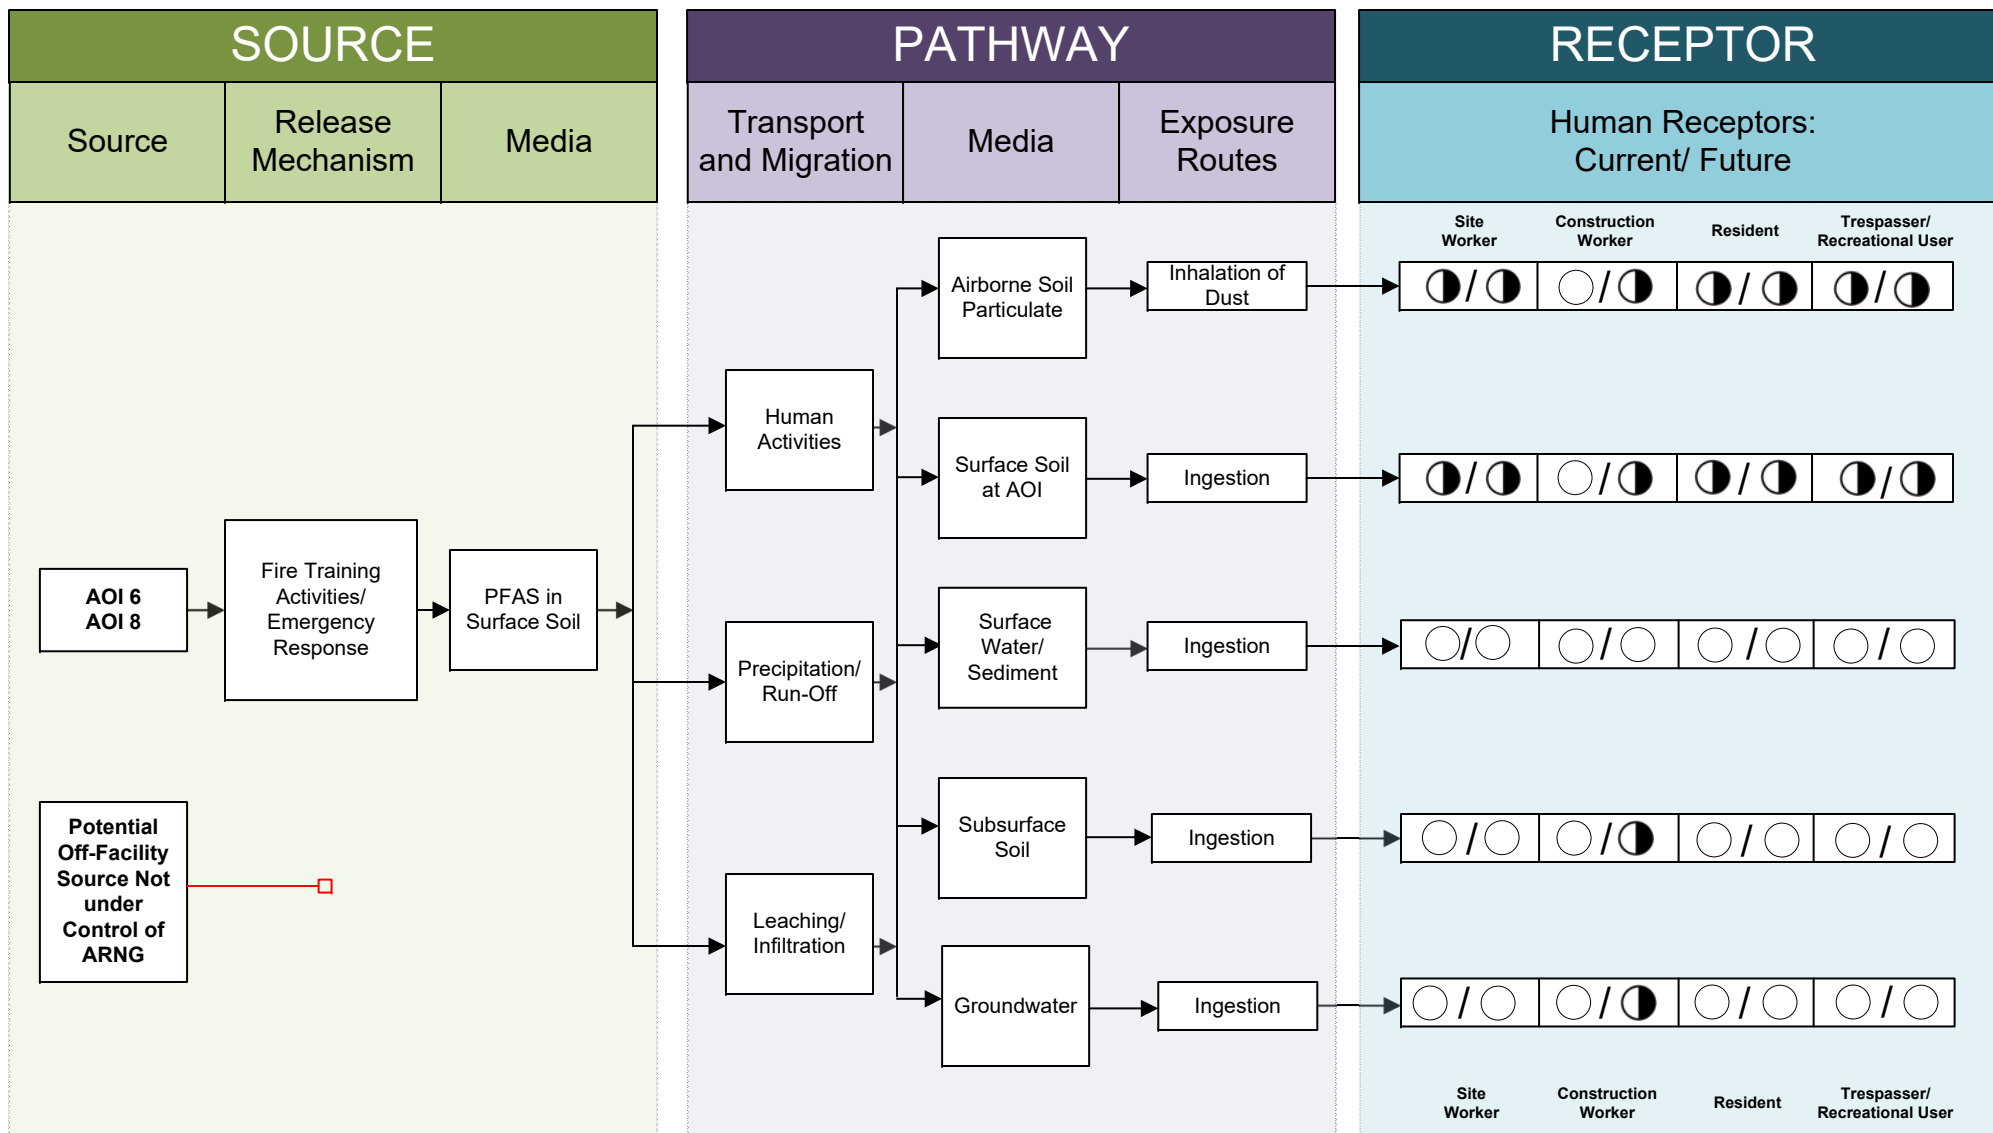 SOURCE
PATHWAY
RECEPTOR
Source
Release
Mechanism
Media
Transport
and Migration
Media
Exposure
Routes
Human Receptors:
Current/ Future
Site
Worker
Construction
Worker
Resident
Trespasser/
Recreational User
Airborne Soil
Particulate
Inhalation of
Dust
/
/
/
/
Human
Activities
Surface Soil
at AOI
Ingestion
/
/
/
/
AOI 6
AOI 8
Fire Training
Activities/
Emergency
Response
PFAS in
Surface Soil
Precipitation/
Run-Off
Surface
Water/
Sediment
Ingestion
/
/
/
/
Potential
Off-Facility
Source Not
under
Control of
ARNG
Subsurface
Soil
Ingestion
/
/
/
/
Leaching/
Infiltration
Groundwater
Ingestion
/
/
/
/
Site
Worker
Construction
Worker
Resident
Trespasser/
Recreational User